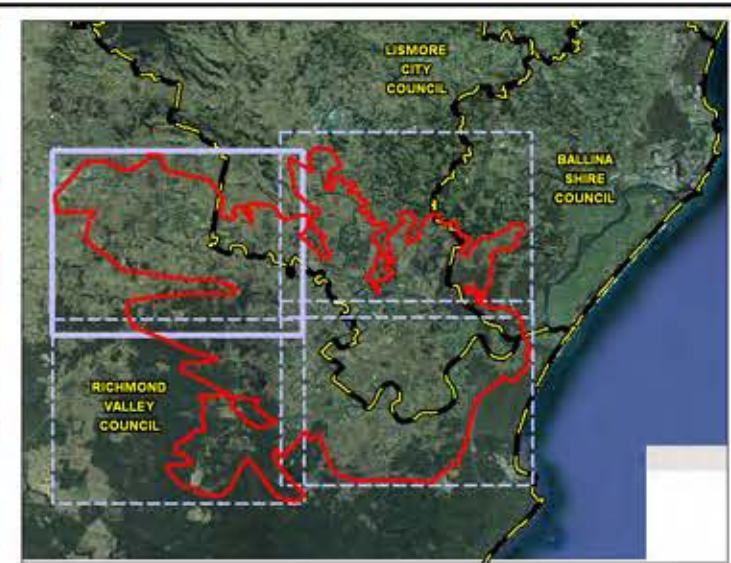 LISMORE
CITY
COUNCIL
BALLINA
SHIRE
COUNCIL
RICHMOND
VALLEY
COUNCIL